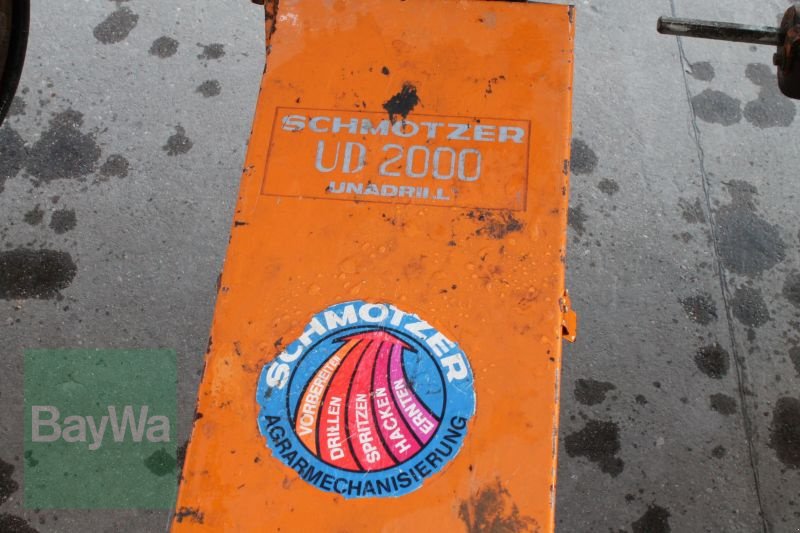 SCHMOTZER
UD 2000
UNADRILL
SCHMOTZER
VORBEREITEN
DRILLEN
SPRITZEN
HACKEN
ERNTEN
AGRARMECHANISIERUNG
BayWa